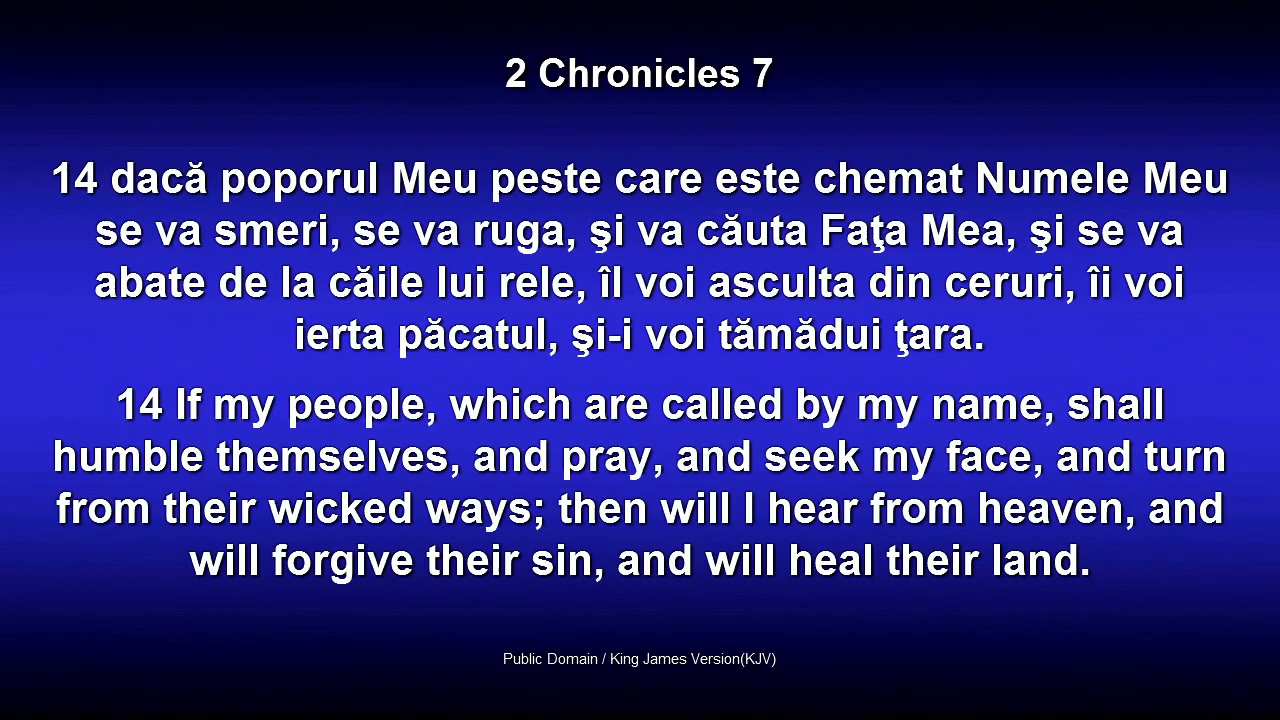 2 Chronicles 7
14 dacă poporul Meu peste care este chemat Numele Meu
se va smeri, se va ruga, şi va căuta Faţa Mea, şi se va
abate de la căile lui rele, îl voi asculta din ceruri, îi voi
ierta păcatul, şi-i voi tămădui ţara.
14 If my people, which are called by my name, shall
humble themselves, and pray, and seek my face, and turn
from their wicked ways; then will I hear from heaven, and
will forgive their sin, and will heal their land.
Public Domain / King James Version(KJV)